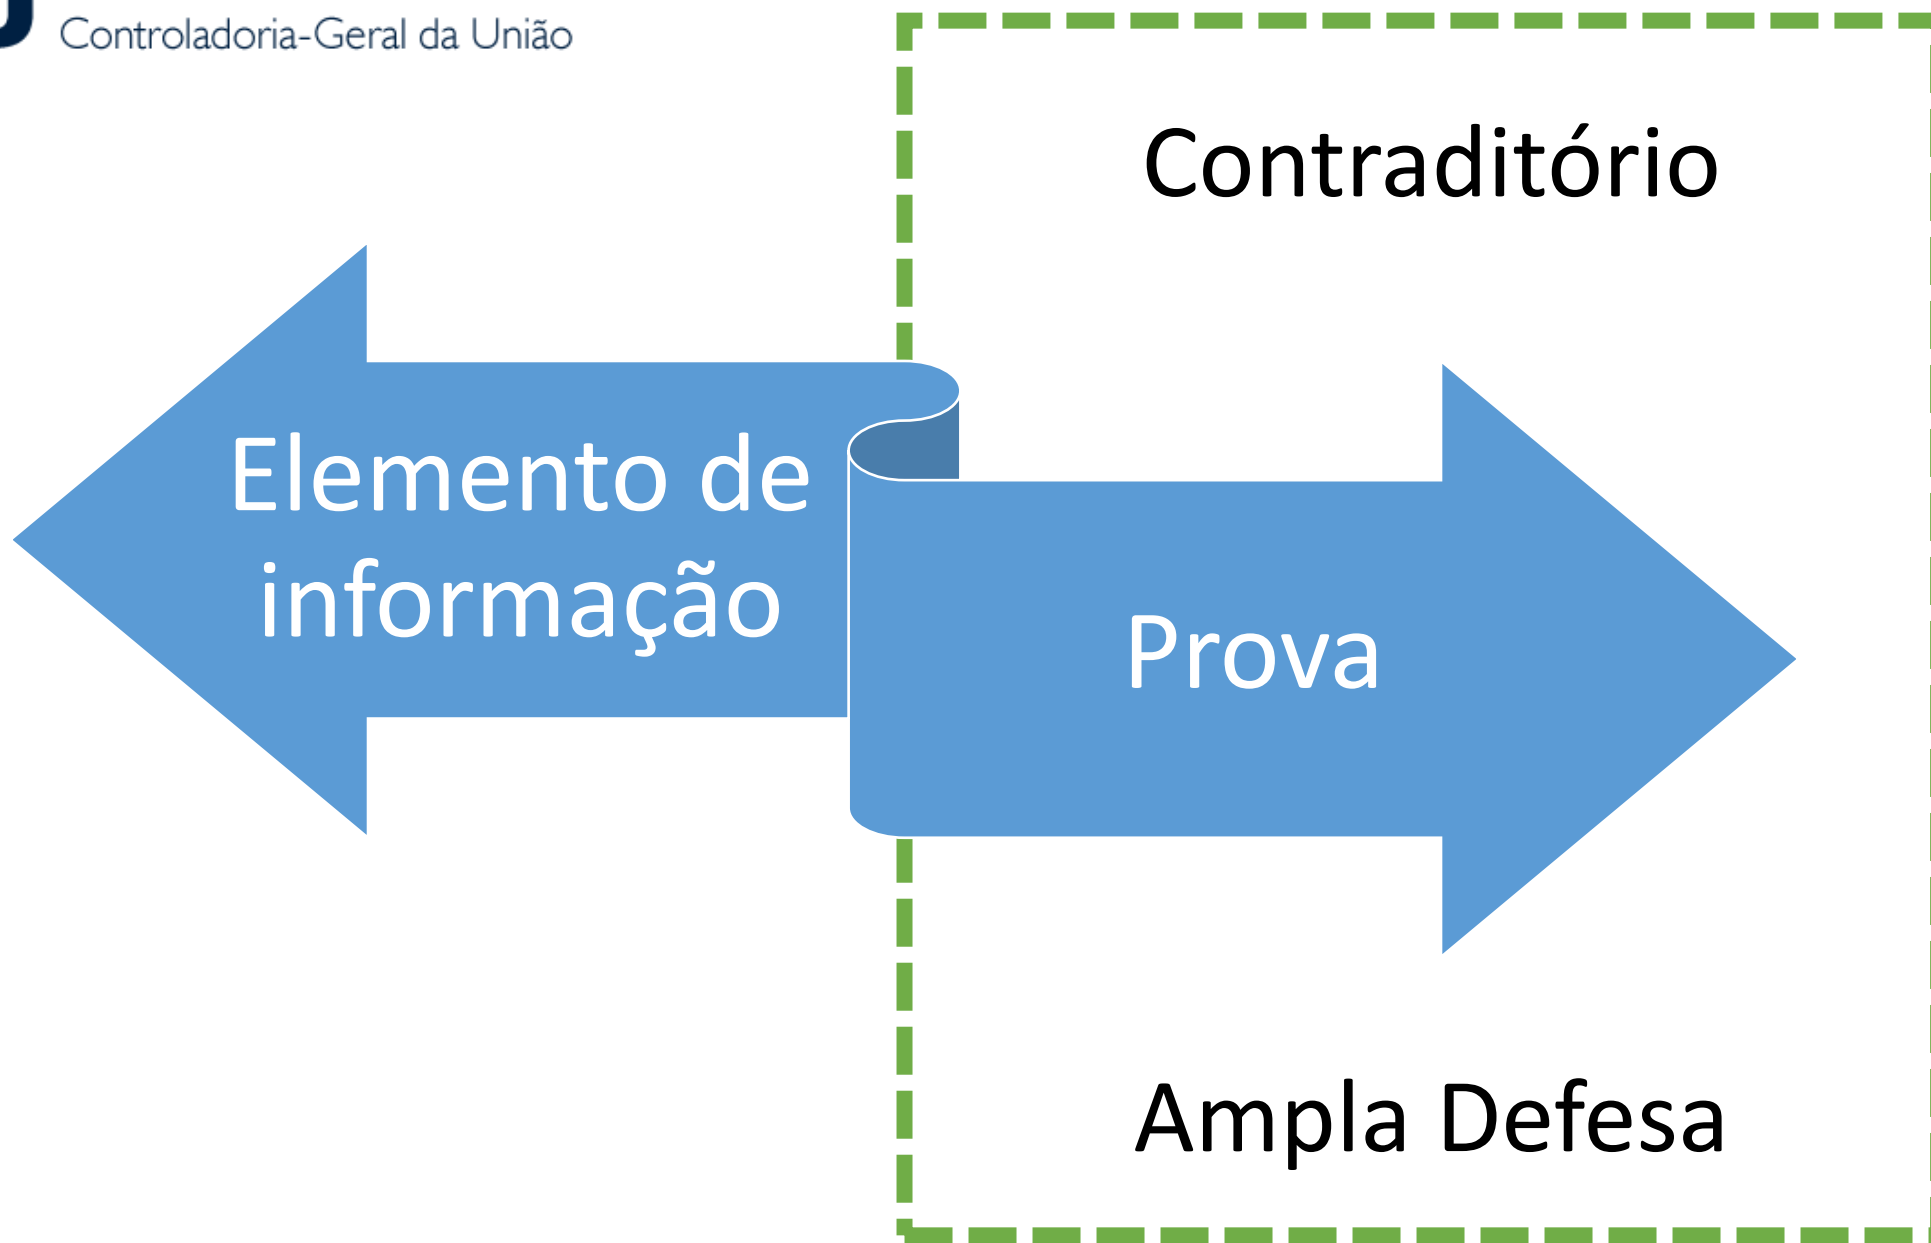 Controladoria-Geral da União
Contraditório
Elemento de
informação
Prova
Ampla Defesa